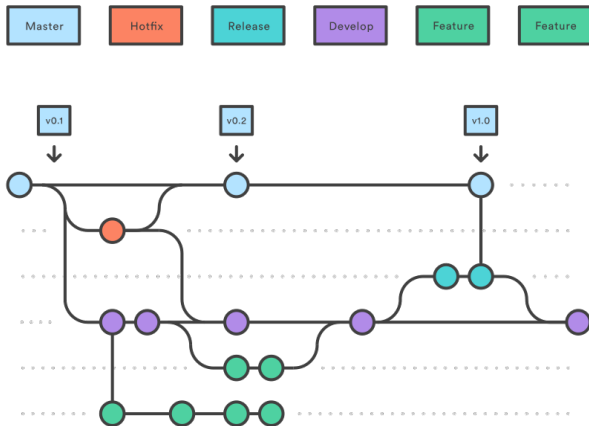 Master
Hotfix
Release
Develop
Feature
Feature
v0.1
v0.2
v1.0